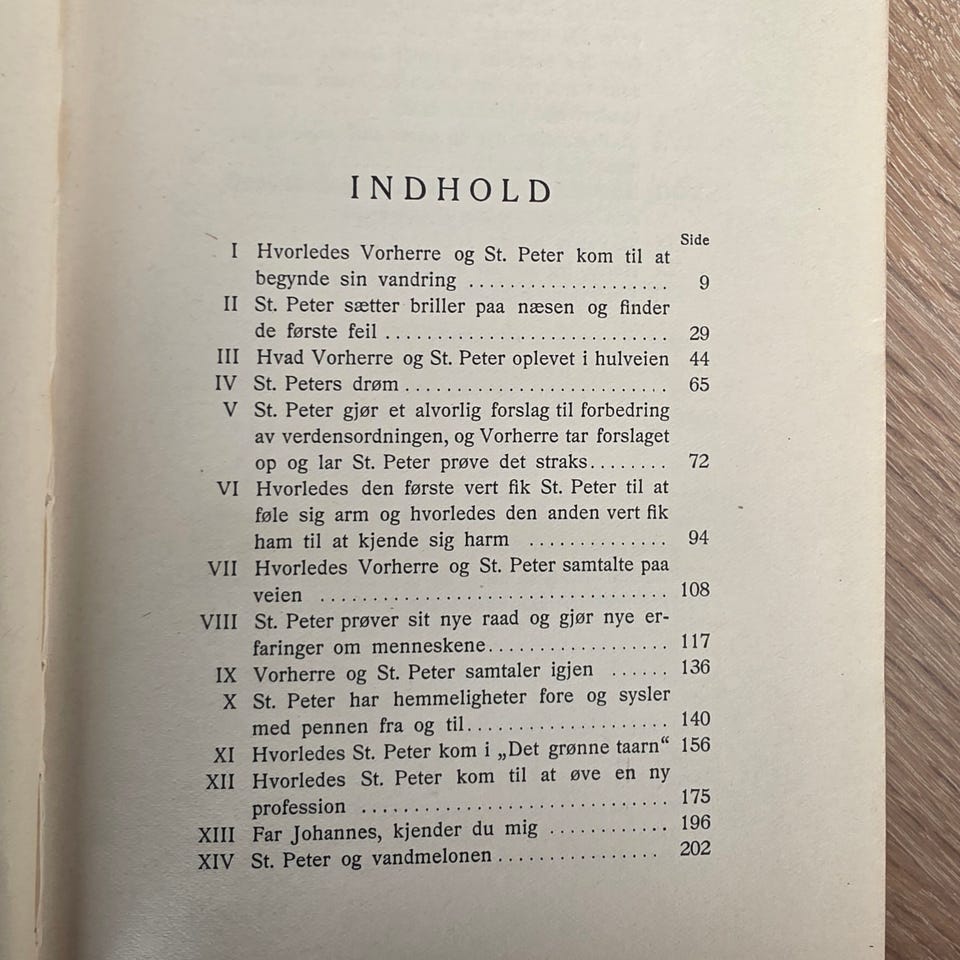 INDHOLD
Side
I Hvorledes Vorherre og St. Peter kom til at
begynde sin vandring .................... 9
II St. Peter sætter briller paa næsen og finder
de første feil ............................ 29
III Hvad Vorherre og St. Peter oplevet i hulveien 44
IV St. Peters drøm .......................... 65
V St. Peter gjør et alvorlig forslag til forbedring
av verdensordningen, og Vorherre tar forslaget
op og lar St. Peter prøve det straks........ 72
VI Hvorledes den første vert fik St. Peter til at
føle sig arm og hvorledes den anden vert fik
ham til at kjende sig harm .............. 94
VII Hvorledes Vorherre og St. Peter samtalte paa
veien ................................... 108
VIII St. Peter prøver sit nye raad og gjør nye er-
faringer om menneskene.................. 117
IX Vorherre og St. Peter samtaler igjen ...... 136
X St. Peter har hemmeligheter fore og sysler
med pennen fra og til.................... 140
XI Hvorledes St. Peter kom i „Det grønne taarn“ 156
XII Hvorledes St. Peter kom til at øve en ny
profession ............................... 175
XIII Far Johannes, kjender du mig ............ 196
XIV St. Peter og vandmelonen................ 202